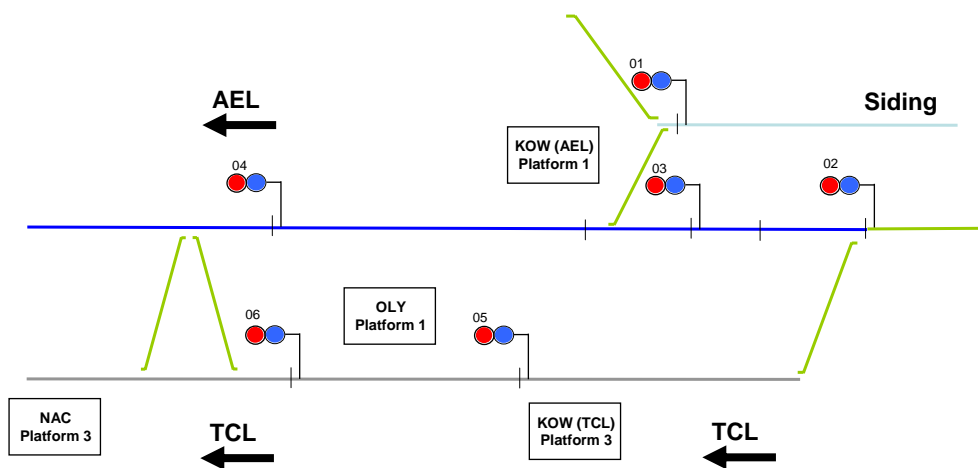 01
AEL
Siding
KOW (AEL)
Platform 1
04
03
02
OLY
Platform 1
06
05
NAC
Platform 3
TCL
KOW (TCL)
Platform 3
TCL